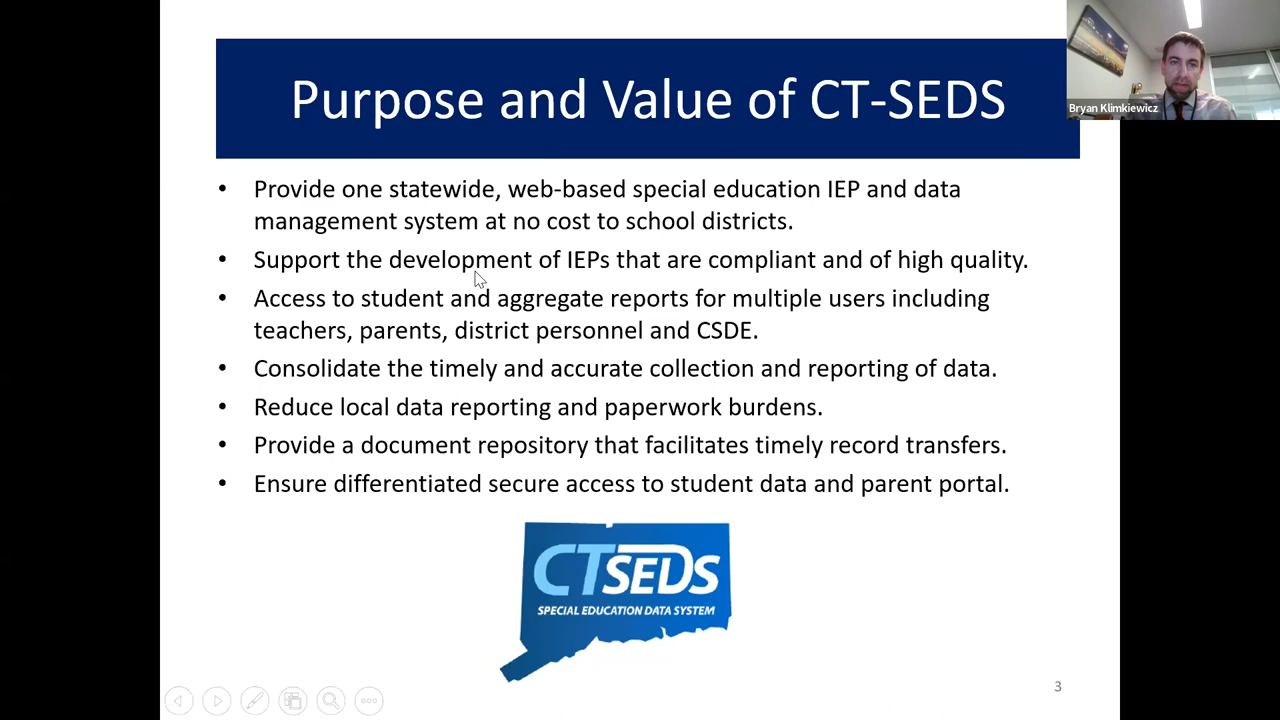 Purpose and Value of CT-SEDS
Bryan Klimkiewicz
• Provide one statewide, web-based special education IEP and data
management system at no cost to school districts.
• Support the development of IEPs that are compliant and of high quality.
• Access to student and aggregate reports for multiple users including
teachers, parents, district personnel and CSDE.
• Consolidate the timely and accurate collection and reporting of data.
• Reduce local data reporting and paperwork burdens.
• Provide a document repository that facilitates timely record transfers.
• Ensure differentiated secure access to student data and parent portal.
CTSEDS
SPECIAL EDUCATION DATA SYSTEM
3